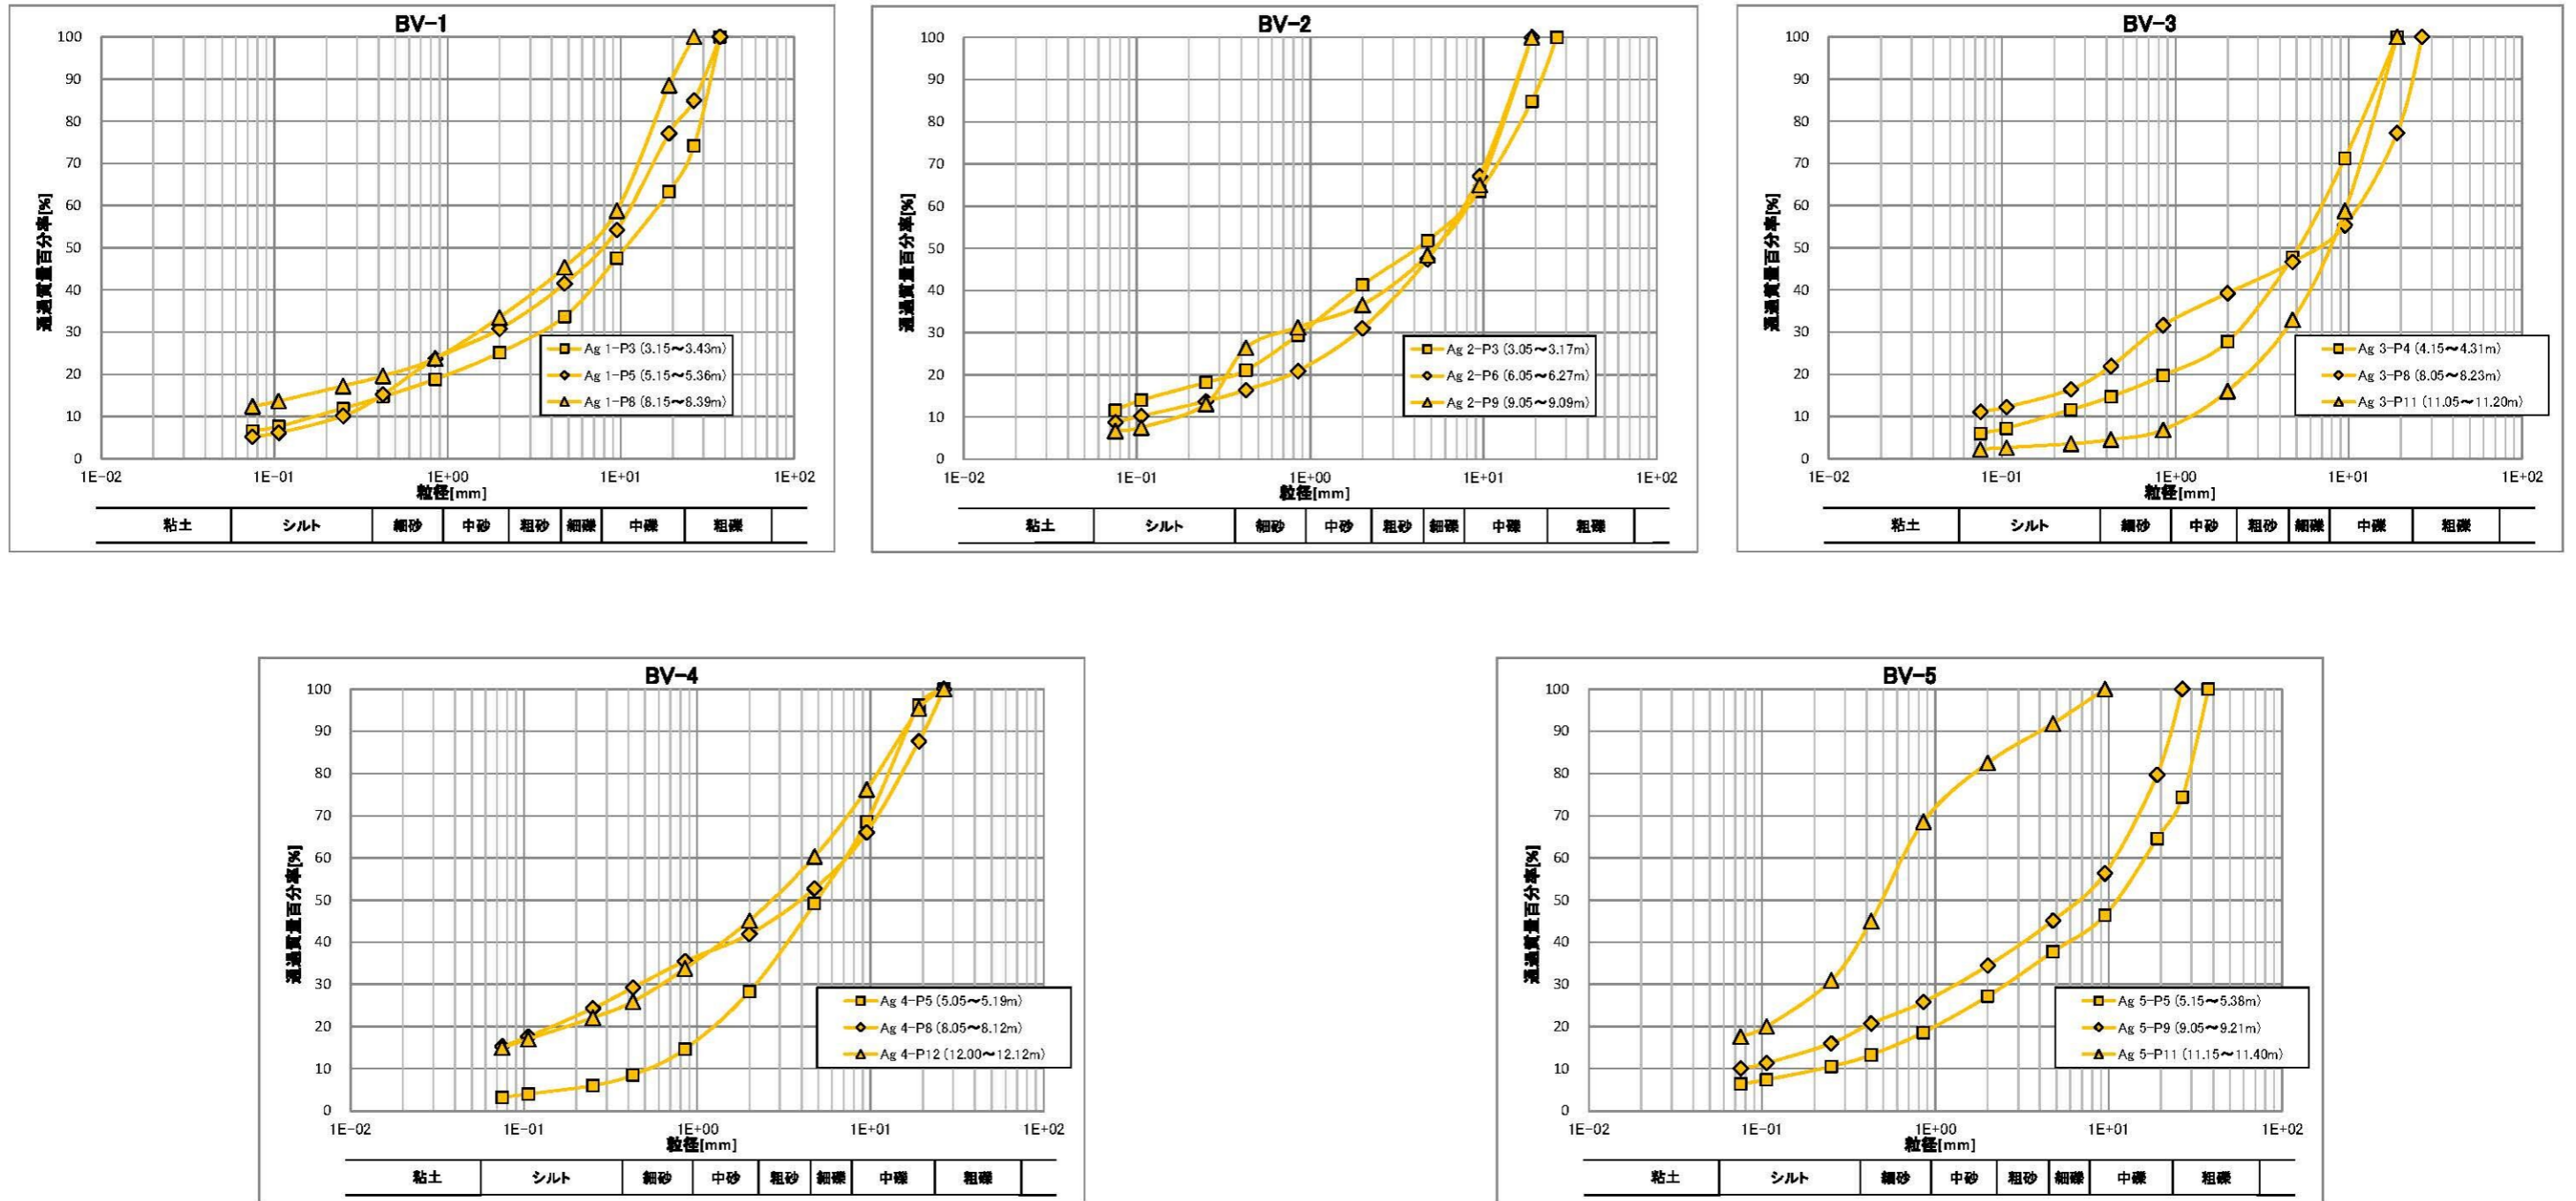 BV-1
100
90
80
70
60
50
40
30
20
10
0
通過質量百分率[%]
Ag 1-P3 (3.15～3.43m)
Ag 1-P5 (5.15～5.36m)
Ag 1-P8 (8.15～8.39m)
1E-02 1E-01 1E+00 1E+01 1E+02
粒径[mm]
粘土 シルト 細砂 中砂 粗砂 細礫 中礫 粗礫
BV-2
100
90
80
70
60
50
40
30
20
10
0
通過質量百分率[%]
Ag 2-P3 (3.05～3.17m)
Ag 2-P6 (6.05～6.27m)
Ag 2-P9 (9.05～9.09m)
1E-02 1E-01 1E+00 1E+01 1E+02
粒径[mm]
粘土 シルト 細砂 中砂 粗砂 細礫 中礫 粗礫
BV-3
100
90
80
70
60
50
40
30
20
10
0
通過質量百分率[%]
Ag 3-P4 (4.15～4.31m)
Ag 3-P8 (8.05～8.23m)
Ag 3-P11 (11.05～11.20m)
1E-02 1E-01 1E+00 1E+01 1E+02
粒径[mm]
粘土 シルト 細砂 中砂 粗砂 細礫 中礫 粗礫
BV-4
100
90
80
70
60
50
40
30
20
10
0
通過質量百分率[%]
Ag 4-P5 (5.05～5.19m)
Ag 4-P8 (8.05～8.12m)
Ag 4-P12 (12.00～12.12m)
1E-02 1E-01 1E+00 1E+01 1E+02
粒径[mm]
粘土 シルト 細砂 中砂 粗砂 細礫 中礫 粗礫
BV-5
100
90
80
70
60
50
40
30
20
10
0
通過質量百分率[%]
Ag 5-P5 (5.15～5.38m)
Ag 5-P9 (9.05～9.21m)
Ag 5-P11 (11.15～11.40m)
1E-02 1E-01 1E+00 1E+01 1E+02
粒径[mm]
粘土 シルト 細砂 中砂 粗砂 細礫 中礫 粗礫